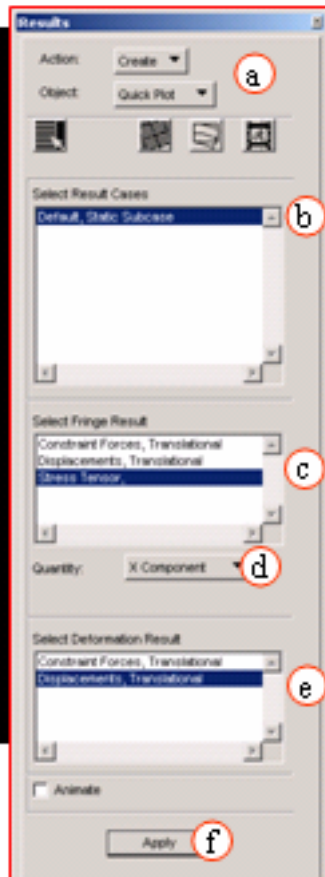 Results
Action: Create
a
Object: Quick Plot
Select Result Cases
Default, Static Subcase
b
Select Fringe Result
Constraint Forces, Translational
Displacements, Translational
Stress Tensor,
c
Quantity: X Component
d
Select Deformation Result
Constraint Forces, Translational
Displacements, Translational
e
Animate
Apply f